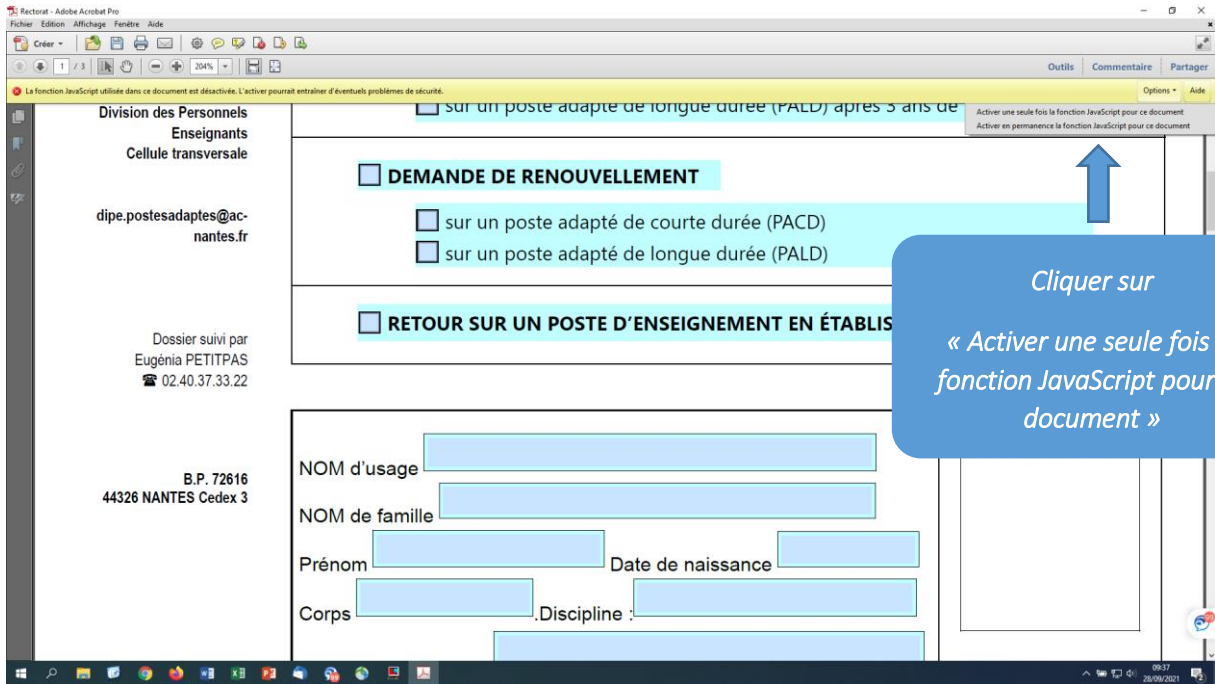 Rectorat - Adobe Acrobat Pro
Fichier Edition Affichage Fenêtre Aide
Créer
1 / 3 204% Outils Commentaire Partager
La fonction JavaScript utilisée dans ce document est désactivée. L'activer pourrait entraîner d'éventuels problèmes de sécurité. Options Aide
Activer une seule fois la fonction JavaScript pour ce document
Activer en permanence la fonction JavaScript pour ce document
Division des Personnels
Enseignants
Cellule transversale
dipe.postesadaptes@ac-
nantes.fr
Dossier suivi par
Eugénia PETITPAS
☎ 02.40.37.33.22
B.P. 72616
44326 NANTES Cedex 3
sur un poste adapté de longue durée (PALD) après 3 ans de
DEMANDE DE RENOUVELLEMENT
sur un poste adapté de courte durée (PACD)
sur un poste adapté de longue durée (PALD)
RETOUR SUR UN POSTE D'ENSEIGNEMENT EN ÉTABLIS
Cliquer sur
« Activer une seule fois
fonction JavaScript pour
document »
NOM d'usage
NOM de famille
Prénom Date de naissance
Corps .Discipline :
09:37
28/09/2021